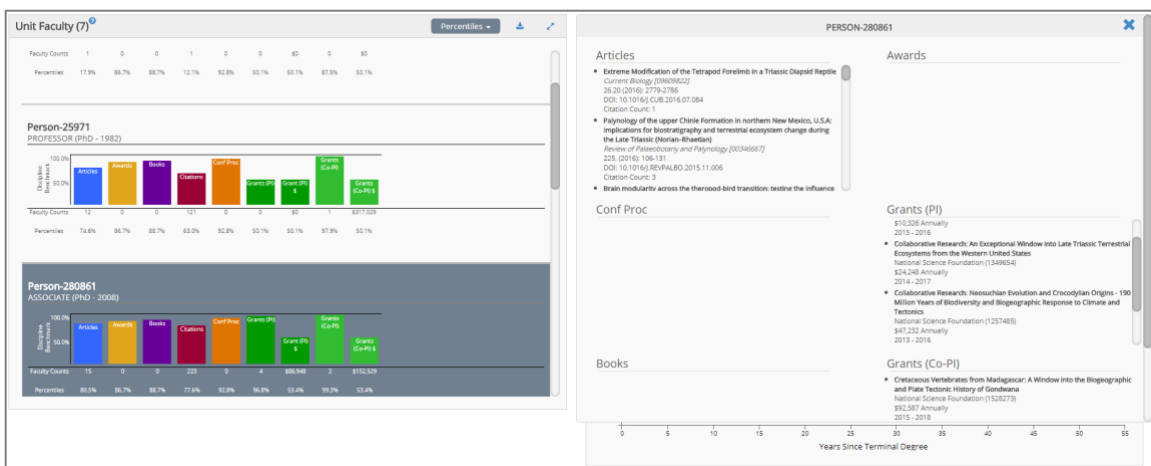 Unit Faculty (7)
Percentiles
Faculty Counts 1 0 0 1 0 0 $0 0 $0
Percentiles 17.9% 86.7% 88.7% 12.1% 92.8% 50.1% 50.1% 87.8% 50.1%
Person-25971
PROFESSOR (PhD - 1982)
Discipline Benchmark
100.0%
50.0%
Articles Awards Books Citations Conf Proc Grants (PI) Grant (PI) $ Grants (Co-PI) Grants (Co-PI) $
Faculty Counts 12 0 0 121 0 0 $0 1 $317,029
Percentiles 74.6% 86.7% 88.7% 63.0% 92.8% 50.1% 50.1% 97.9% 50.1%
Person-280861
ASSOCIATE (PhD - 2008)
Discipline Benchmark
100.0%
50.0%
Articles Awards Books Citations Conf Proc Grants (PI) Grant (PI) $ Grants (Co-PI) Grants (Co-PI) $
Faculty Counts 15 0 0 223 0 4 $86,948 2 $152,529
Percentiles 80.5% 86.7% 88.7% 77.6% 92.8% 96.8% 53.4% 99.3% 53.4%
PERSON-280861
Articles
Extreme Modification of the Tetrapod Forelimb in a Triassic Diapsid Reptile
Current Biology [09609822]
26.20 (2016): 2779-2786
DOI: 10.1016/J.CUB.2016.07.084
Citation Count: 1
Palynology of the upper Chinle Formation in northern New Mexico, U.S.A:
implications for biostratigraphy and terrestrial ecosystem change during
the Late Triassic (Norian-Rhaetian)
Review of Palaeobotany and Palynology [00346667]
225. (2016): 106-131
DOI: 10.1016/J.REVPALBO.2015.11.006
Citation Count: 3
Brain modularity across the theropod-bird transition: testing the influence
Awards
Conf Proc
Grants (PI)
$10,326 Annually
2015 - 2016
Collaborative Research: An Exceptional Window into Late Triassic Terrestrial
Ecosystems from the Western United States
National Science Foundation (1349654)
$24,248 Annually
2014 - 2017
Collaborative Research: Neosuchian Evolution and Crocodylian Origins - 190
Million Years of Biodiversity and Biogeographic Response to Climate and
Tectonics
National Science Foundation (1257485)
$47,232 Annually
2013 - 2016
Books
Grants (Co-PI)
Cretaceous Vertebrates from Madagascar: A Window into the Biogeographic
and Plate Tectonic History of Gondwana
National Science Foundation (1528273)
$92,587 Annually
2015 - 2018
0 5 10 15 20 25 30 35 40 45 50 55
Years Since Terminal Degree